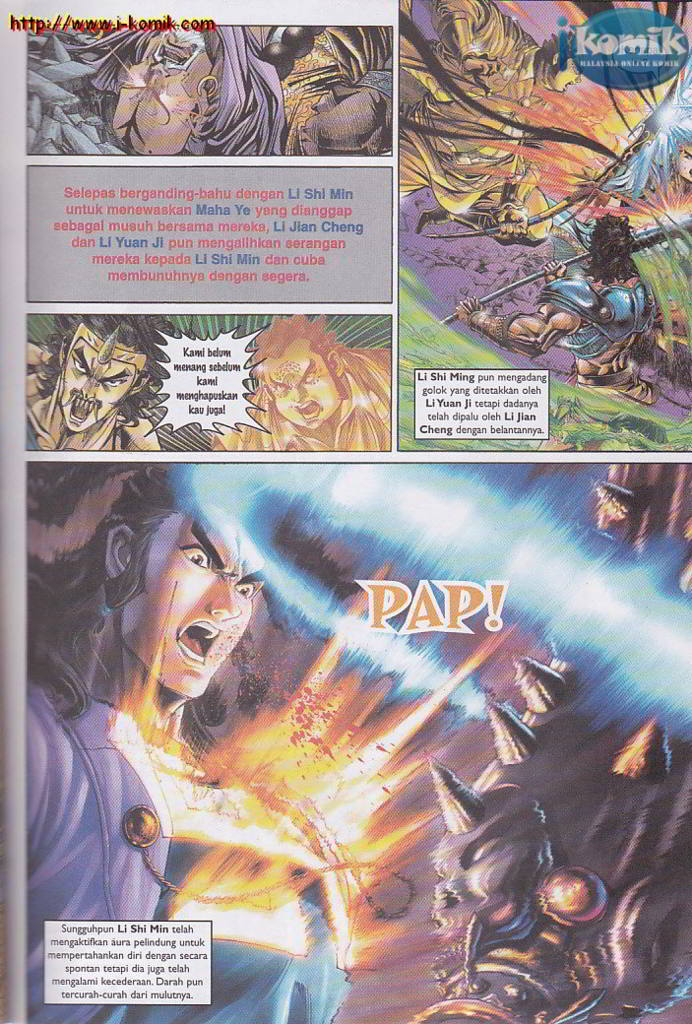 http://www.i-komik.com
ikomik
MALAYSIA ONLINE KOMIK
Selepas berganding-bahu dengan Li Shi Min
untuk menewaskan Maha Ye yang dianggap
sebagai musuh bersama mereka, Li Jian Cheng
dan Li Yuan Ji pun mengalihkan serangan
mereka kepada Li Shi Min dan cuba
membunuhnya dengan segera.
Li Shi Ming pun mengadang
golok yang ditetakkan oleh
Li Yuan Ji tetapi dadanya
telah dipalu oleh Li Jian
Cheng dengan belantannya.
Kami belum
menang sebelum
kami
menghapuskan
kau juga!
PAP!
Sungguhpun Li Shi Min telah
mengaktifkan aura pelindung untuk
mempertahankan diri dengan secara
spontan tetapi dia juga telah
mengalami kecederaan. Darah pun
tercurah-curah dari mulutnya.